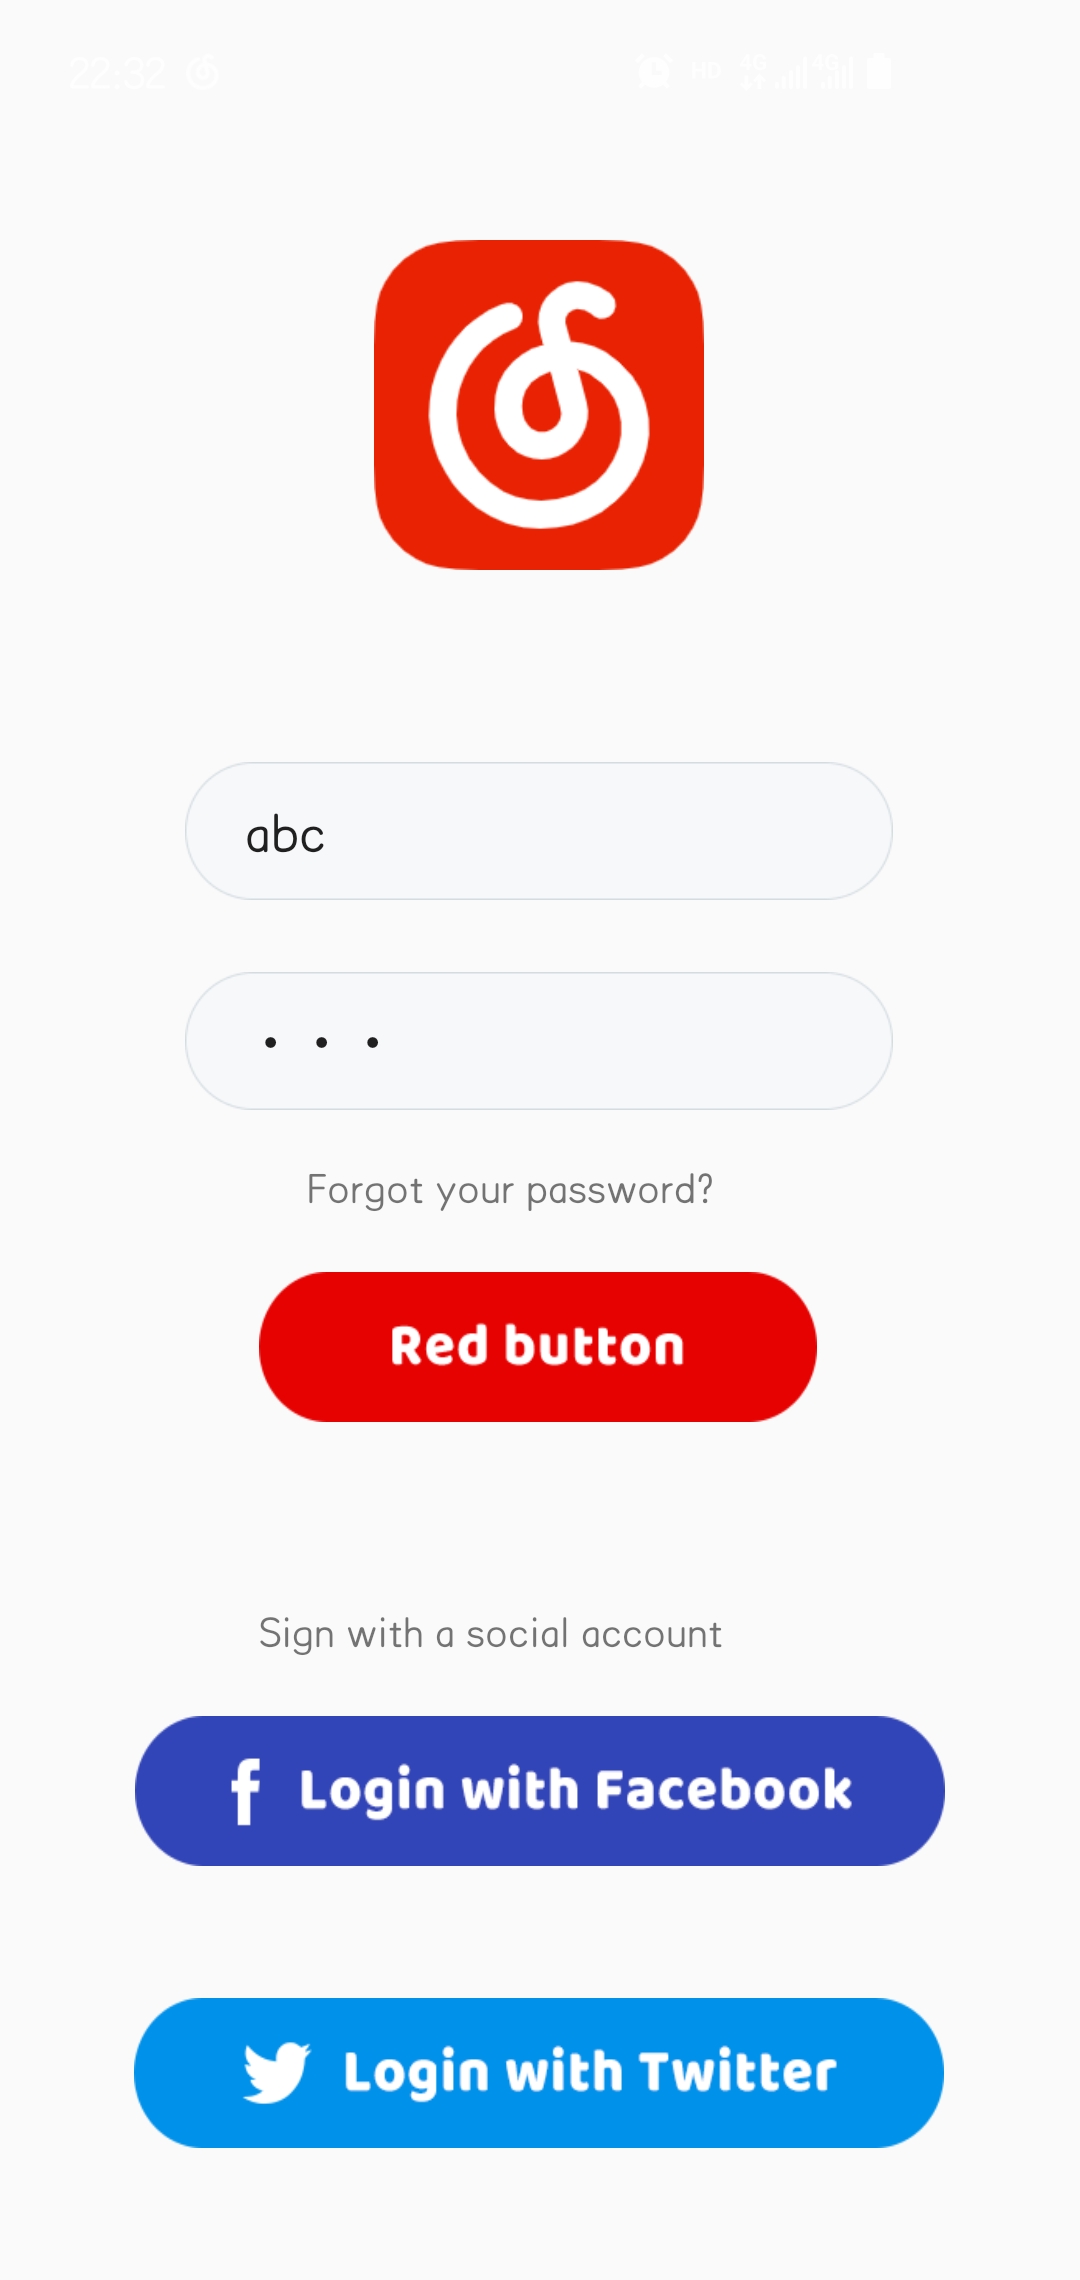 22:32
HD 4G 4G
abc
Forgot your password?
Red button
Sign with a social account
Login with Facebook
Login with Twitter